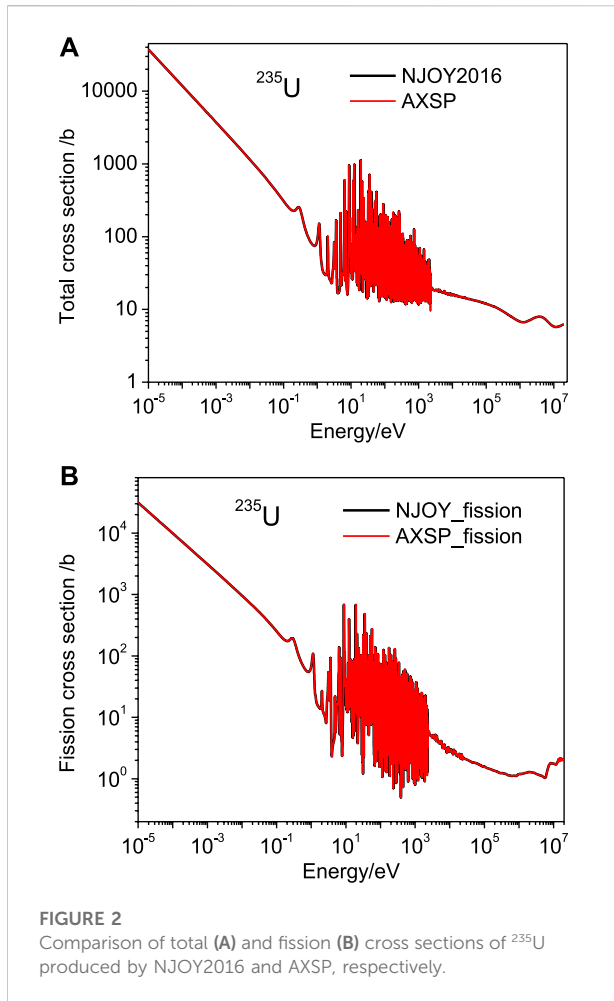 A
²³⁵U
NJOY2016
AXSP
Total cross section /b
10000
1000
100
10
1
10⁻⁵ 10⁻³ 10⁻¹ 10¹ 10³ 10⁵ 10⁷
Energy/eV
B
²³⁵U
NJOY_fission
AXSP_fission
Fission cross section /b
10⁴
10³
10²
10¹
10⁰
10⁻⁵ 10⁻³ 10⁻¹ 10¹ 10³ 10⁵ 10⁷
Energy/eV
FIGURE 2
Comparison of total (A) and fission (B) cross sections of ²³⁵U
produced by NJOY2016 and AXSP, respectively.